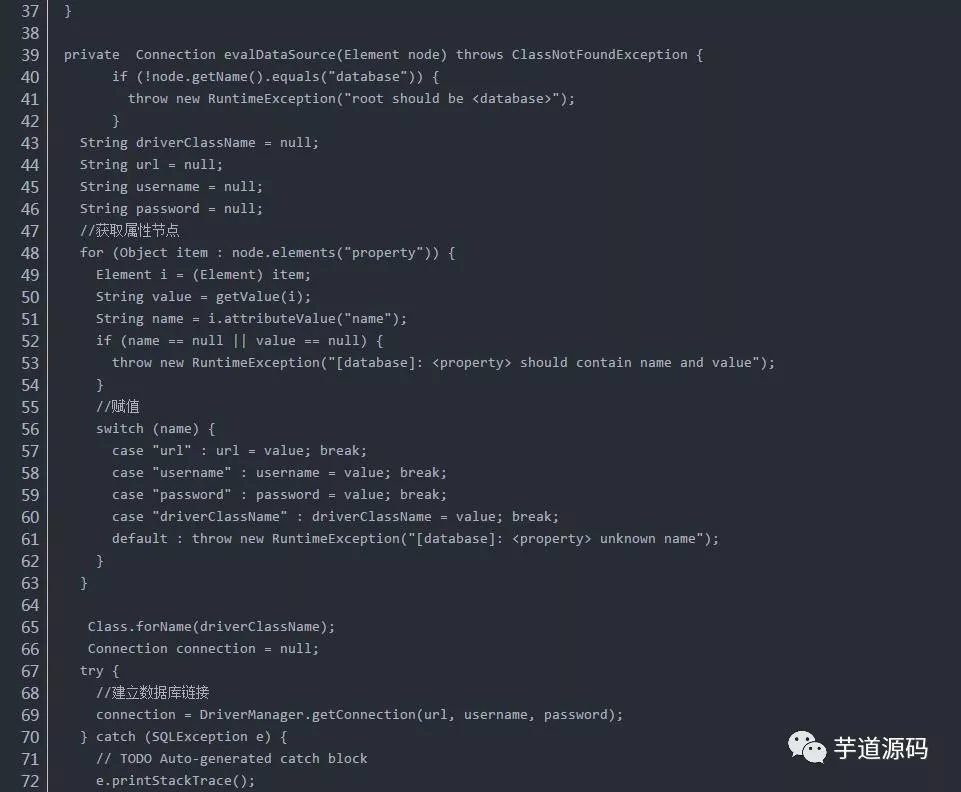 37 }
38
39 private  Connection evalDataSource(Element node) throws ClassNotFoundException {
40       if (!node.getName().equals("database")) {
41         throw new RuntimeException("root should be <database>");
42       }
43   String driverClassName = null;
44   String url = null;
45   String username = null;
46   String password = null;
47   //获取属性节点
48   for (Object item : node.elements("property")) {
49     Element i = (Element) item;
50     String value = getValue(i);
51     String name = i.attributeValue("name");
52     if (name == null || value == null) {
53       throw new RuntimeException("[database]: <property> should contain name and value");
54     }
55     //赋值
56     switch (name) {
57       case "url" : url = value; break;
58       case "username" : username = value; break;
59       case "password" : password = value; break;
60       case "driverClassName" : driverClassName = value; break;
61       default : throw new RuntimeException("[database]: <property> unknown name");
62     }
63   }
64
65    Class.forName(driverClassName);
66    Connection connection = null;
67   try {
68     //建立数据库链接
69     connection = DriverManager.getConnection(url, username, password);
70   } catch (SQLException e) {
71     // TODO Auto-generated catch block
72     e.printStackTrace();
芋道源码